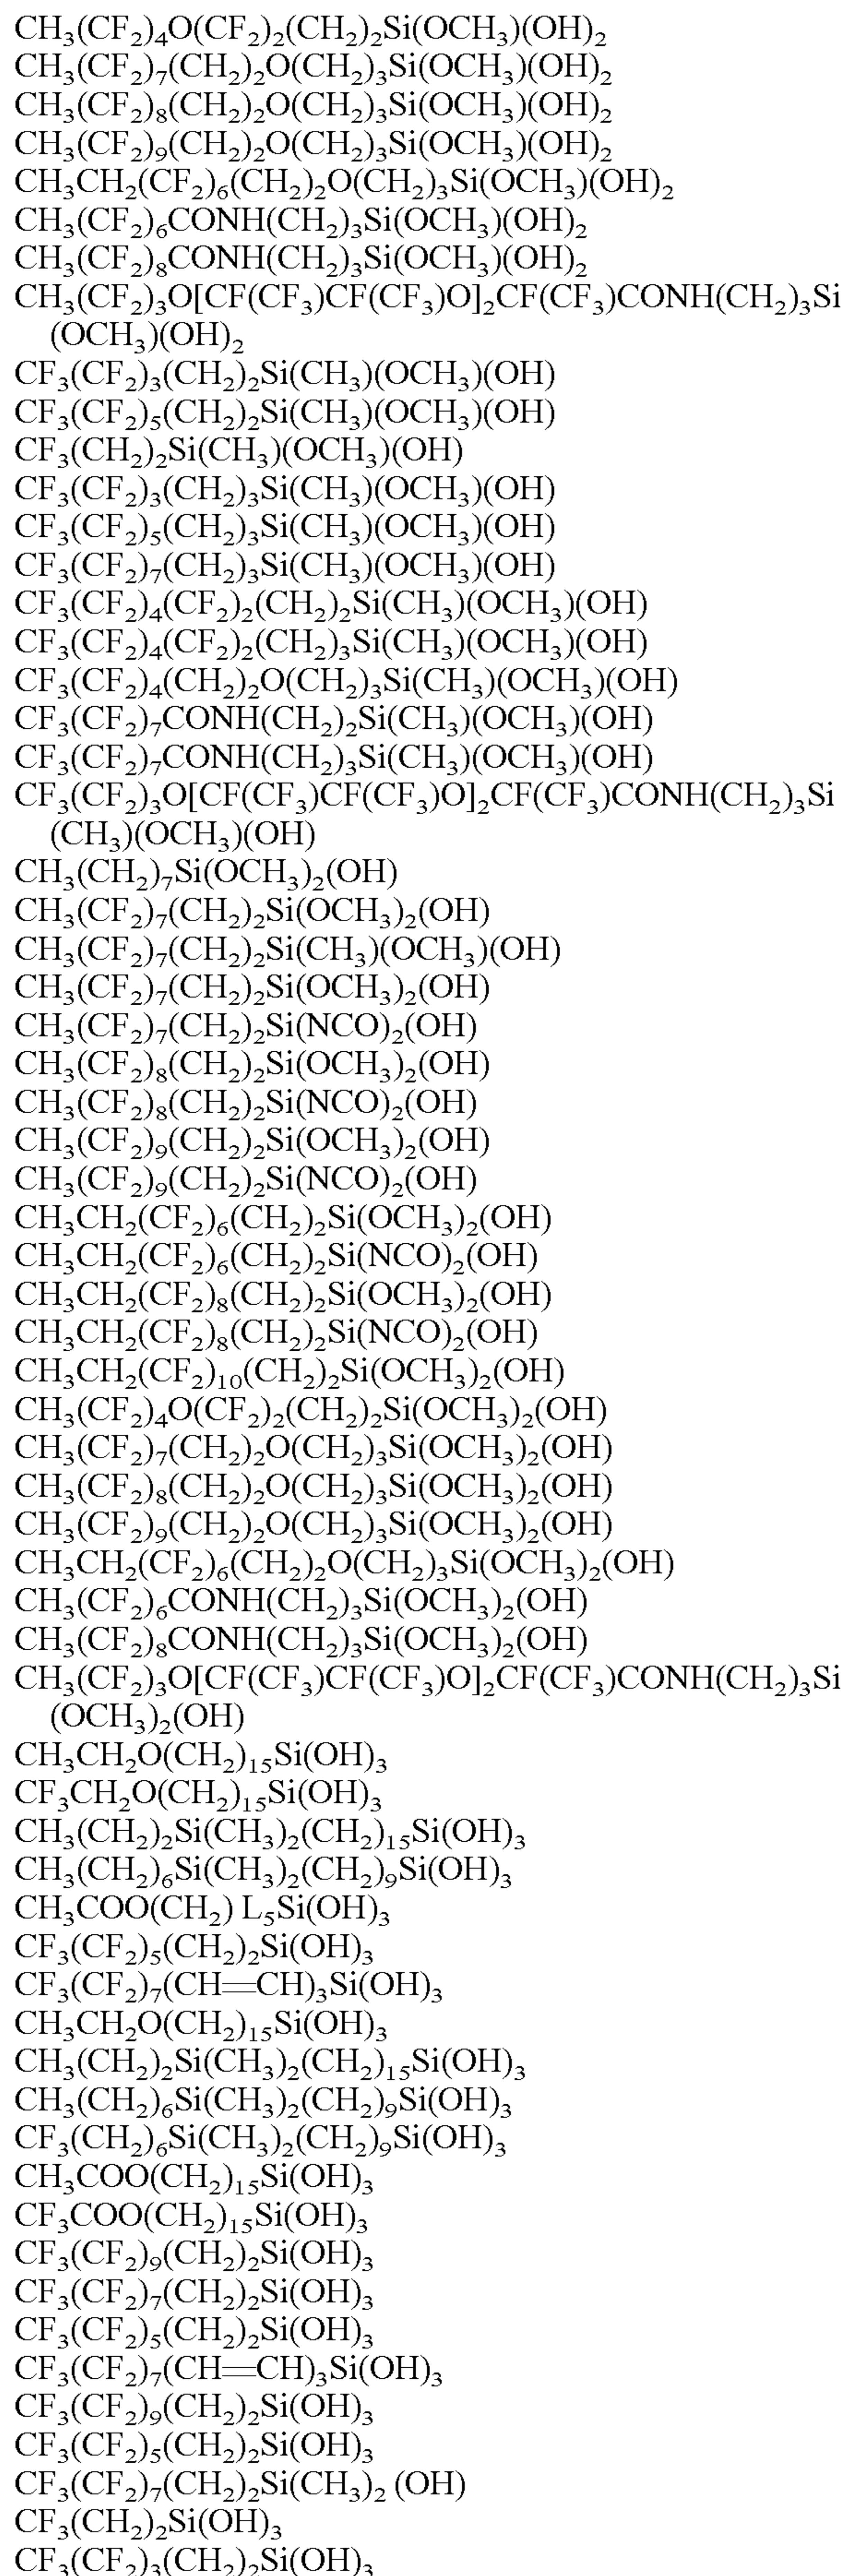 CH₃(CF₂)₄O(CF₂)₂(CH₂)₂Si(OCH₃)(OH)₂
CH₃(CF₂)₇(CH₂)₂O(CH₂)₃Si(OCH₃)(OH)₂
CH₃(CF₂)₈(CH₂)₂O(CH₂)₃Si(OCH₃)(OH)₂
CH₃(CF₂)₉(CH₂)₂O(CH₂)₃Si(OCH₃)(OH)₂
CH₃CH₂(CF₂)₆(CH₂)₂O(CH₂)₃Si(OCH₃)(OH)₂
CH₃(CF₂)₆CONH(CH₂)₃Si(OCH₃)(OH)₂
CH₃(CF₂)₈CONH(CH₂)₃Si(OCH₃)(OH)₂
CH₃(CF₂)₃O[CF(CF₃)CF(CF₃)O]₂CF(CF₃)CONH(CH₂)₃Si
(OCH₃)(OH)₂
CF₃(CF₂)₃(CH₂)₂Si(CH₃)(OCH₃)(OH)
CF₃(CF₂)₅(CH₂)₂Si(CH₃)(OCH₃)(OH)
CF₃(CH₂)₂Si(CH₃)(OCH₃)(OH)
CF₃(CF₂)₃(CH₂)₃Si(CH₃)(OCH₃)(OH)
CF₃(CF₂)₅(CH₂)₃Si(CH₃)(OCH₃)(OH)
CF₃(CF₂)₇(CH₂)₃Si(CH₃)(OCH₃)(OH)
CF₃(CF₂)₄(CF₂)₂(CH₂)₂Si(CH₃)(OCH₃)(OH)
CF₃(CF₂)₄(CF₂)₂(CH₂)₃Si(CH₃)(OCH₃)(OH)
CF₃(CF₂)₄(CH₂)₂O(CH₂)₃Si(CH₃)(OCH₃)(OH)
CF₃(CF₂)₇CONH(CH₂)₂Si(CH₃)(OCH₃)(OH)
CF₃(CF₂)₇CONH(CH₂)₃Si(CH₃)(OCH₃)(OH)
CF₃(CF₂)₃O[CF(CF₃)CF(CF₃)O]₂CF(CF₃)CONH(CH₂)₃Si
(CH₃)(OCH₃)(OH)
CH₃(CH₂)₇Si(OCH₃)₂(OH)
CH₃(CF₂)₇(CH₂)₂Si(OCH₃)₂(OH)
CH₃(CF₂)₇(CH₂)₂Si(CH₃)(OCH₃)(OH)
CH₃(CF₂)₇(CH₂)₂Si(OCH₃)₂(OH)
CH₃(CF₂)₇(CH₂)₂Si(NCO)₂(OH)
CH₃(CF₂)₈(CH₂)₂Si(OCH₃)₂(OH)
CH₃(CF₂)₈(CH₂)₂Si(NCO)₂(OH)
CH₃(CF₂)₉(CH₂)₂Si(OCH₃)₂(OH)
CH₃(CF₂)₉(CH₂)₂Si(NCO)₂(OH)
CH₃CH₂(CF₂)₆(CH₂)₂Si(OCH₃)₂(OH)
CH₃CH₂(CF₂)₆(CH₂)₂Si(NCO)₂(OH)
CH₃CH₂(CF₂)₈(CH₂)₂Si(OCH₃)₂(OH)
CH₃CH₂(CF₂)₈(CH₂)₂Si(NCO)₂(OH)
CH₃CH₂(CF₂)₁₀(CH₂)₂Si(OCH₃)₂(OH)
CH₃(CF₂)₄O(CF₂)₂(CH₂)₂Si(OCH₃)₂(OH)
CH₃(CF₂)₇(CH₂)₂O(CH₂)₃Si(OCH₃)₂(OH)
CH₃(CF₂)₈(CH₂)₂O(CH₂)₃Si(OCH₃)₂(OH)
CH₃(CF₂)₉(CH₂)₂O(CH₂)₃Si(OCH₃)₂(OH)
CH₃CH₂(CF₂)₆(CH₂)₂O(CH₂)₃Si(OCH₃)₂(OH)
CH₃(CF₂)₆CONH(CH₂)₃Si(OCH₃)₂(OH)
CH₃(CF₂)₈CONH(CH₂)₃Si(OCH₃)₂(OH)
CH₃(CF₂)₃O[CF(CF₃)CF(CF₃)O]₂CF(CF₃)CONH(CH₂)₃Si
(OCH₃)₂(OH)
CH₃CH₂O(CH₂)₁₅Si(OH)₃
CF₃CH₂O(CH₂)₁₅Si(OH)₃
CH₃(CH₂)₂Si(CH₃)₂(CH₂)₁₅Si(OH)₃
CH₃(CH₂)₆Si(CH₃)₂(CH₂)₉Si(OH)₃
CH₃COO(CH₂) L₅Si(OH)₃
CF₃(CF₂)₅(CH₂)₂Si(OH)₃
CF₃(CF₂)₇(CH=CH)₃Si(OH)₃
CH₃CH₂O(CH₂)₁₅Si(OH)₃
CH₃(CH₂)₂Si(CH₃)₂(CH₂)₁₅Si(OH)₃
CH₃(CH₂)₆Si(CH₃)₂(CH₂)₉Si(OH)₃
CF₃(CH₂)₆Si(CH₃)₂(CH₂)₉Si(OH)₃
CH₃COO(CH₂)₁₅Si(OH)₃
CF₃COO(CH₂)₁₅Si(OH)₃
CF₃(CF₂)₉(CH₂)₂Si(OH)₃
CF₃(CF₂)₇(CH₂)₂Si(OH)₃
CF₃(CF₂)₅(CH₂)₂Si(OH)₃
CF₃(CF₂)₇(CH=CH)₃Si(OH)₃
CF₃(CF₂)₉(CH₂)₂Si(OH)₃
CF₃(CF₂)₅(CH₂)₂Si(OH)₃
CF₃(CF₂)₇(CH₂)₂Si(CH₃)₂ (OH)
CF₃(CH₂)₂Si(OH)₃
CF₃(CF₂)₃(CH₂)₂Si(OH)₃